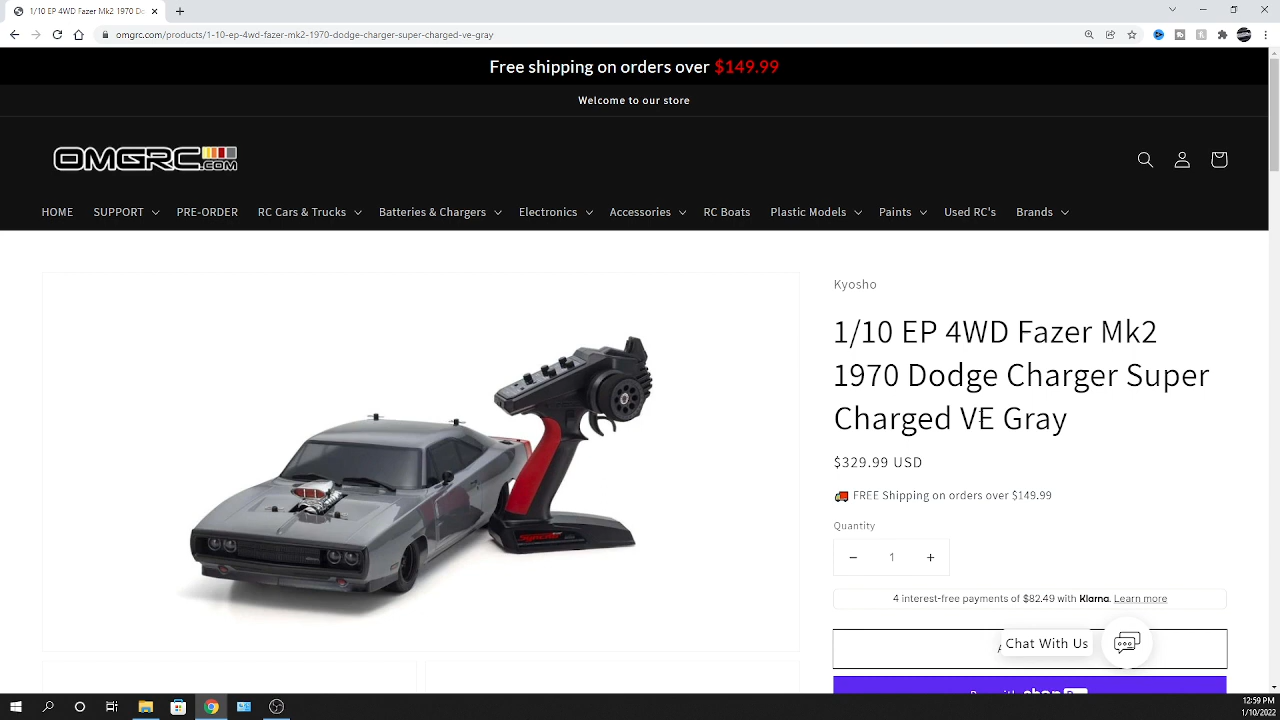 1/10 EP 4WD Fazer Mk2 1970 Do
omgrc.com/products/1-10-ep-4wd-fazer-mk2-1970-dodge-charger-super-charged-ve-gray
Free shipping on orders over $149.99
Welcome to our store
OMGRC.COM
HOME SUPPORT PRE-ORDER RC Cars & Trucks Batteries & Chargers Electronics Accessories RC Boats Plastic Models Paints Used RC's Brands
Kyosho
1/10 EP 4WD Fazer Mk2
1970 Dodge Charger Super
Charged VE Gray
$329.99 USD
FREE Shipping on orders over $149.99
Quantity
− 1 +
4 interest-free payments of $82.49 with Klarna. Learn more
Chat With Us
Syncro
12:59 PM
1/10/2022